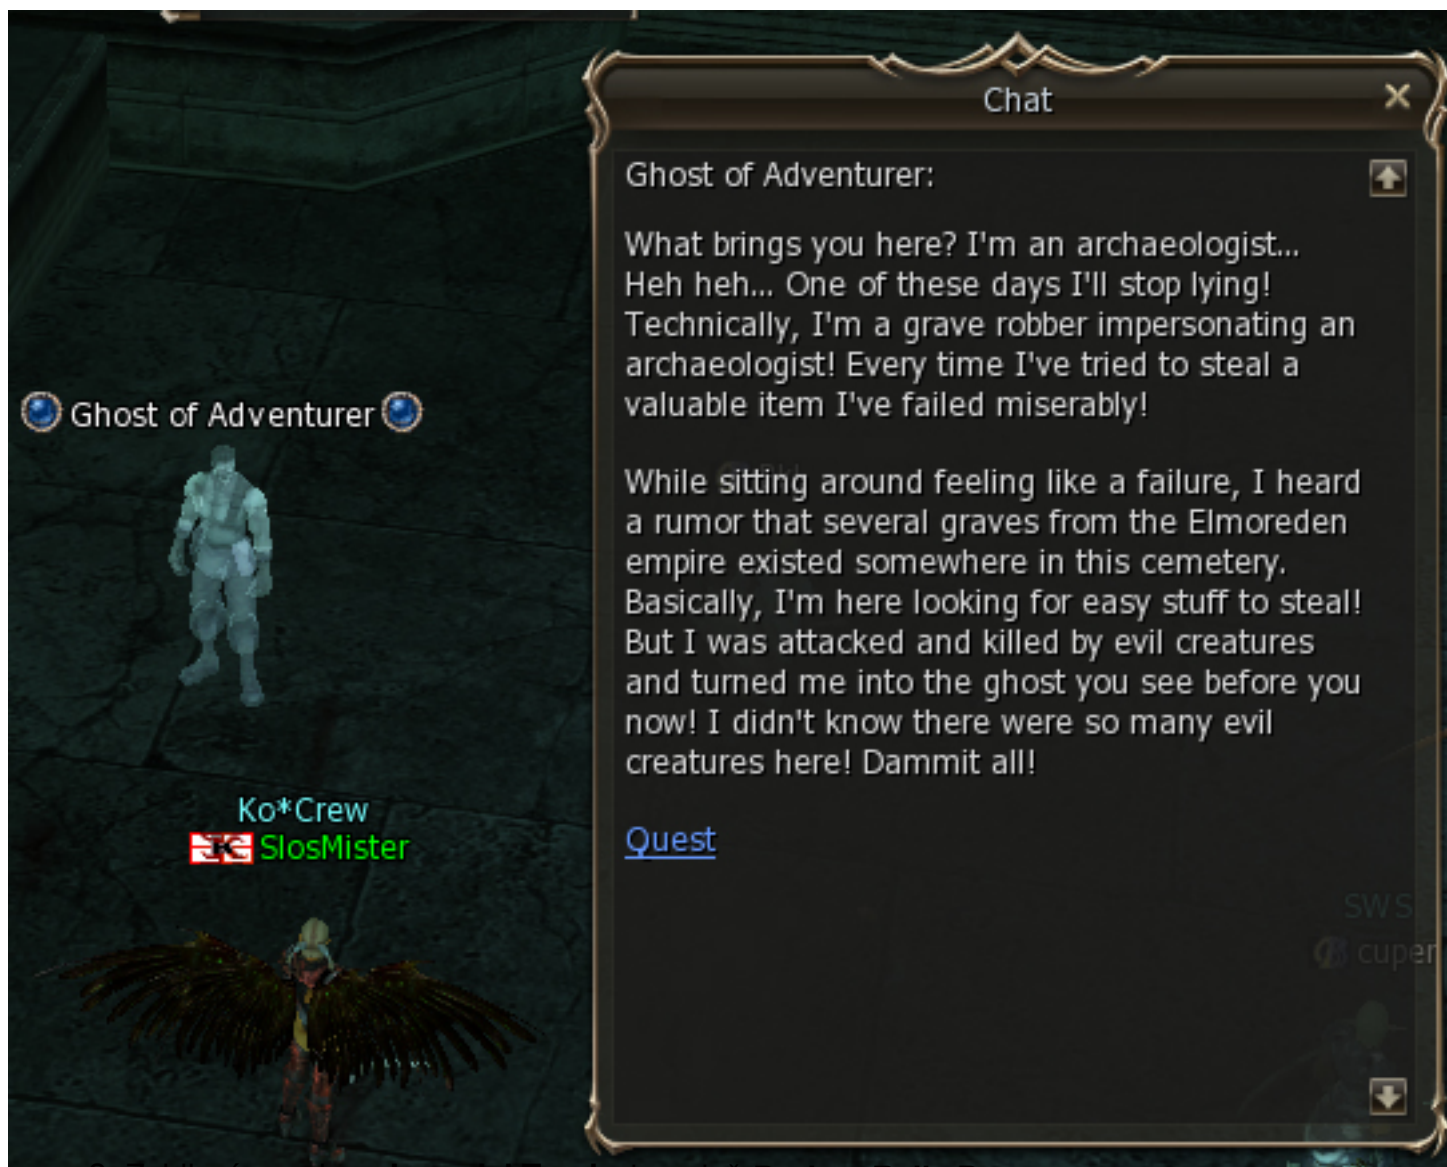 Chat
Ghost of Adventurer:
What brings you here? I'm an archaeologist...
Heh heh... One of these days I'll stop lying!
Technically, I'm a grave robber impersonating an
archaeologist! Every time I've tried to steal a
valuable item I've failed miserably!
While sitting around feeling like a failure, I heard
a rumor that several graves from the Elmoreden
empire existed somewhere in this cemetery.
Basically, I'm here looking for easy stuff to steal!
But I was attacked and killed by evil creatures
and turned me into the ghost you see before you
now! I didn't know there were so many evil
creatures here! Dammit all!
Quest
Ghost of Adventurer
Ko*Crew
SlosMister
SWS
cuper